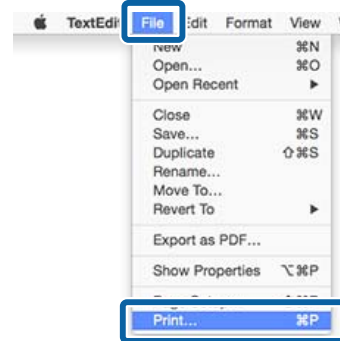 TextEdi File Edit Format View
New ⌘N
Open... ⌘O
Open Recent ▶
Close ⌘W
Save... ⌘S
Duplicate ⇧⌘S
Rename...
Move To...
Revert To ▶
Export as PDF...
Show Properties ⌥⌘P
Print... ⌘P